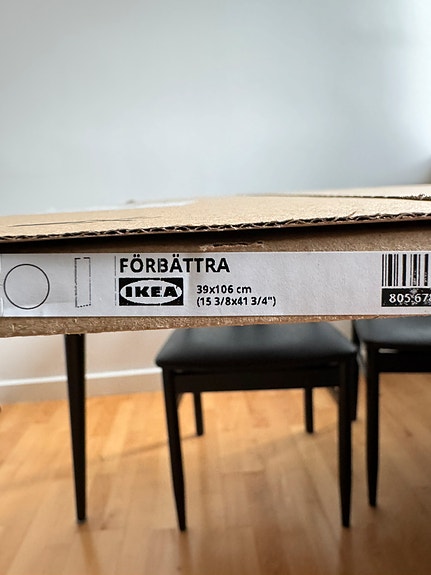 FÖRBÄTTRA
IKEA
39x106 cm
(15 3/8x41 3/4")